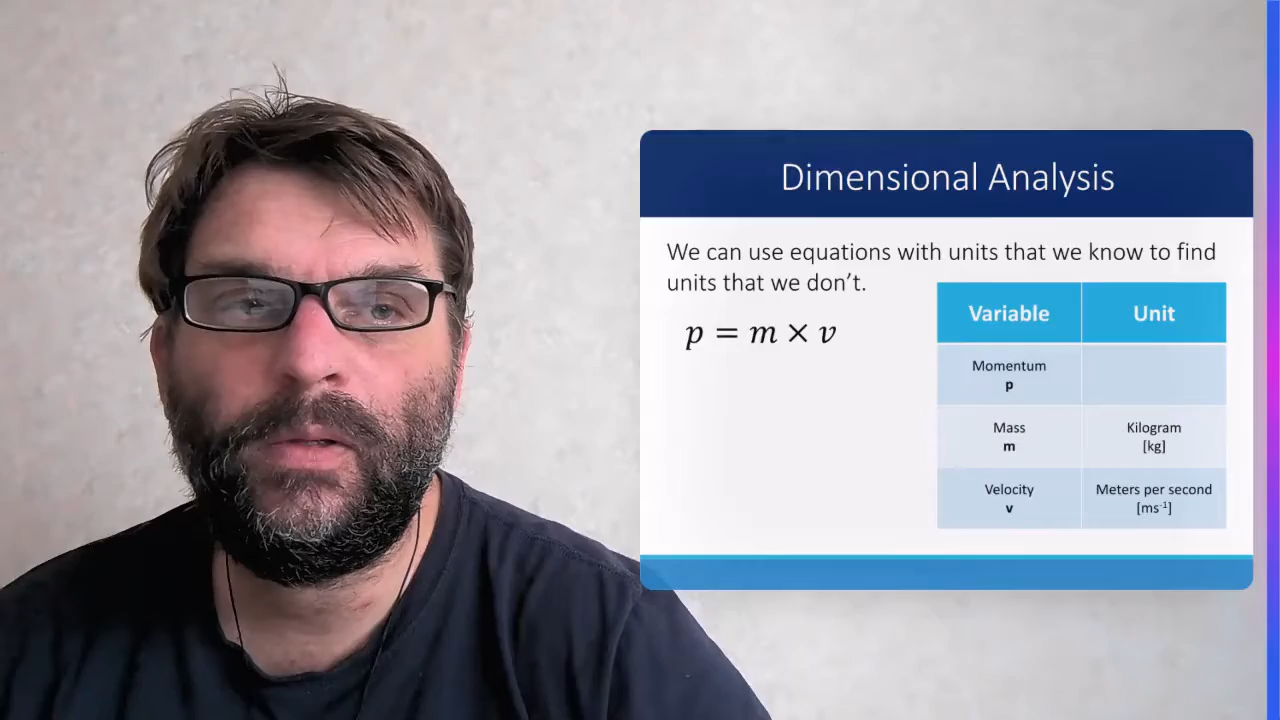 Dimensional Analysis
We can use equations with units that we know to find
units that we don't.
p = m × v
Variable Unit
Momentum
p
Mass Kilogram
m [kg]
Velocity Meters per second
v [ms⁻¹]